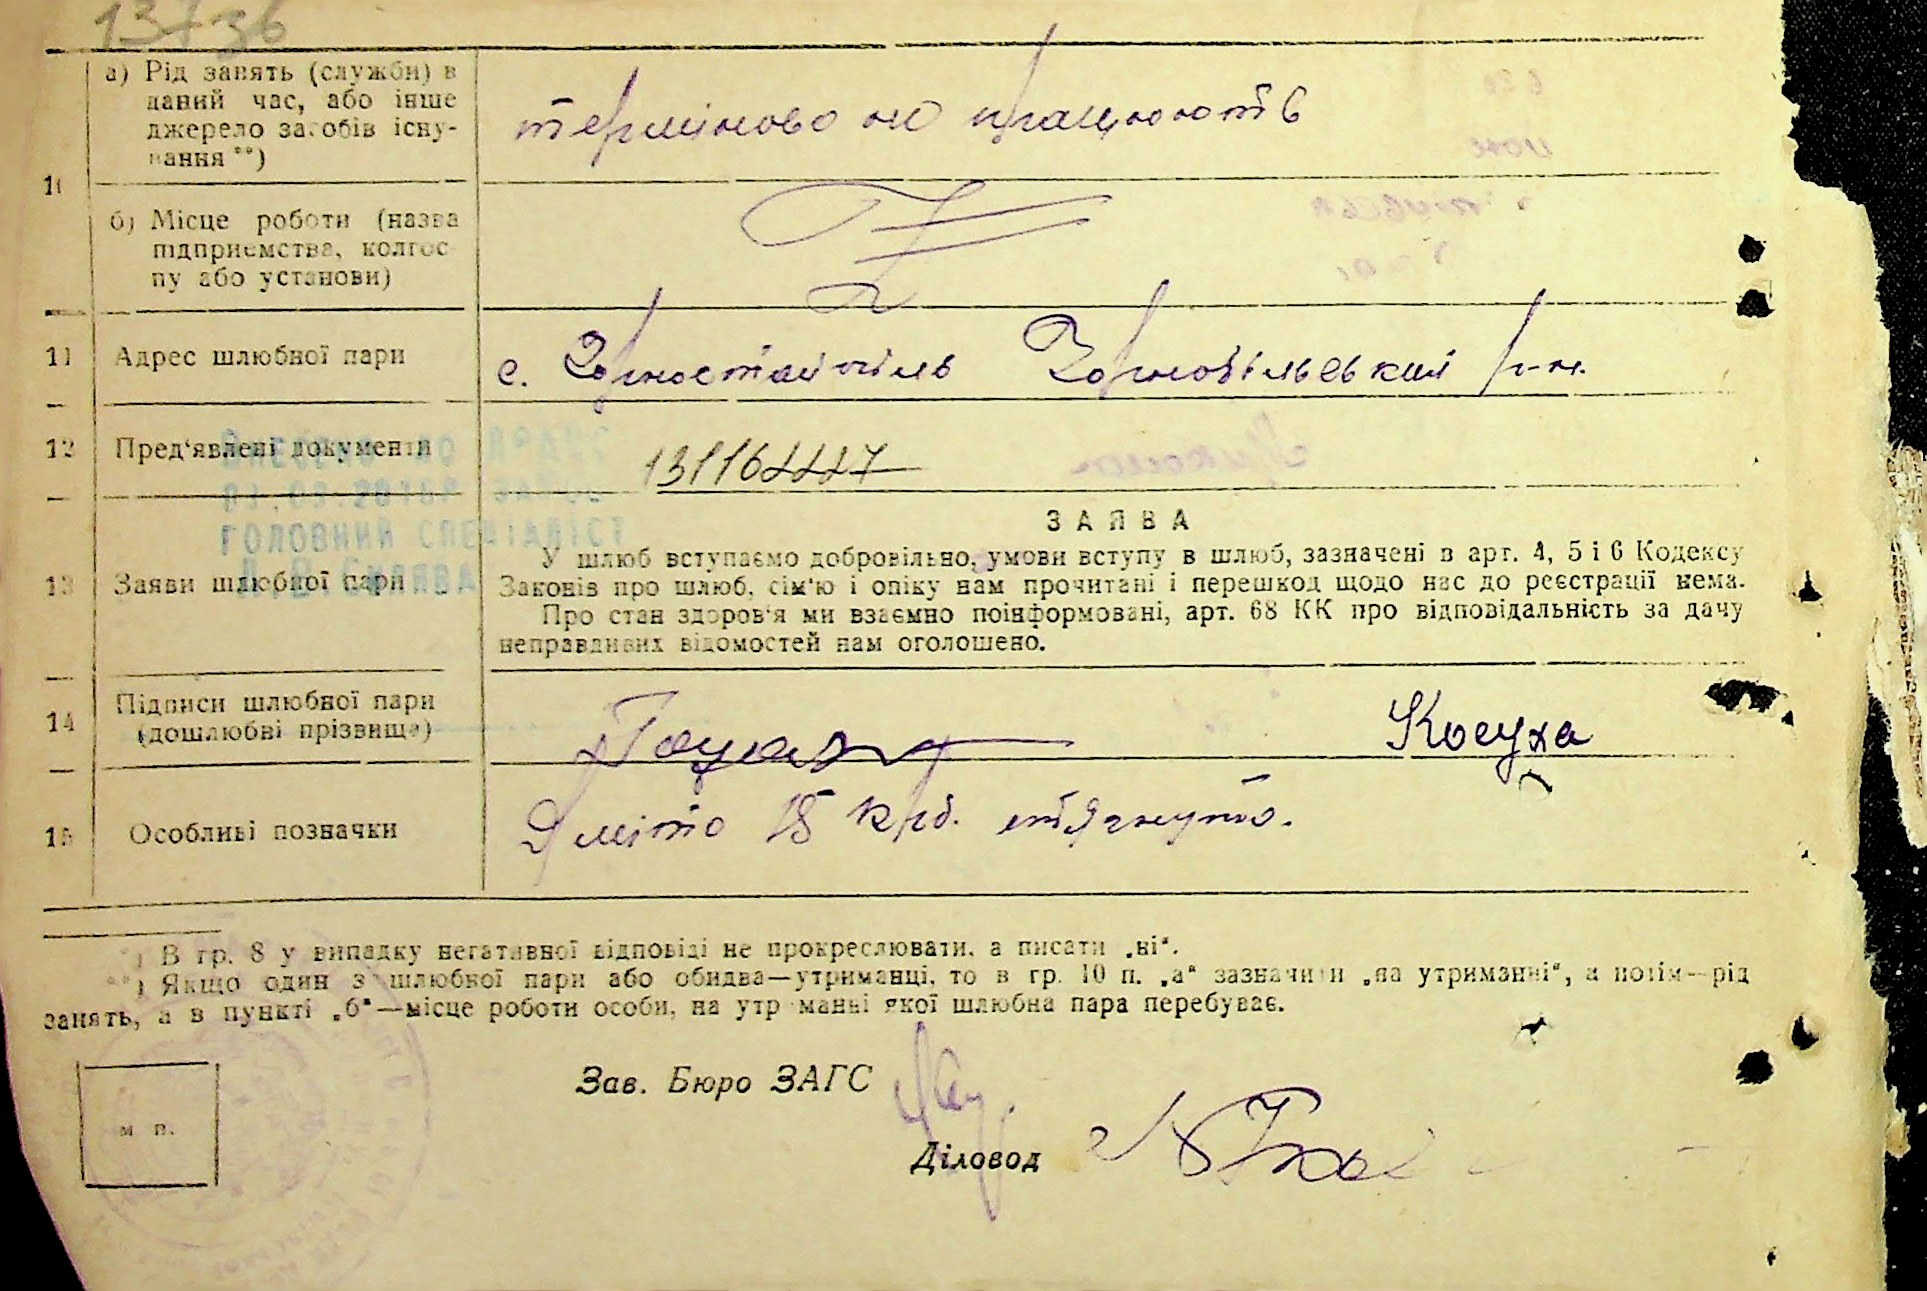 13736
10
а) Рід занять (служби) в
даний час, або інше
джерело засобів існу-
вання **)
терміново не працюють
б) Місце роботи (назва
підприємства, колгос-
пу або установи)
11 Адрес шлюбної пари
с. Горностайпіль Чорнобільський р-н.
12 Пред'явлені документи
ГОЛОВНИЙ СПЕЦІАЛІСТ
13 Заяви шлюбної пари
ЗАЯВА
У шлюб вступаємо добровільно, умови вступу в шлюб, зазначені в арт. 4, 5 і 6 Кодексу
Законів про шлюб, сім'ю і опіку нам прочитані і перешкод щодо нас до реєстрації нема.
Про стан здоров'я ми взаємно поінформовані, арт. 68 КК про відповідальність за дачу
неправдивих відомостей нам оголошено.
14 Підписи шлюбної пари
(дошлюбні прізвища)
Косуха
15 Особливі позначки
Мито 15 крб. стягнуто.
*) В гр. 8 у випадку негативної відповіді не прокреслювати, а писати „ні“.
**) Якщо один з шлюбної пари або обидва—утриманці, то в гр. 10 п. „а“ зазначити „на утриманні“, а потім—рід
занять, а в пункті „б“—місце роботи особи, на утриманні якої шлюбна пара перебуває.
Зав. Бюро ЗАГС
м п.
Діловод